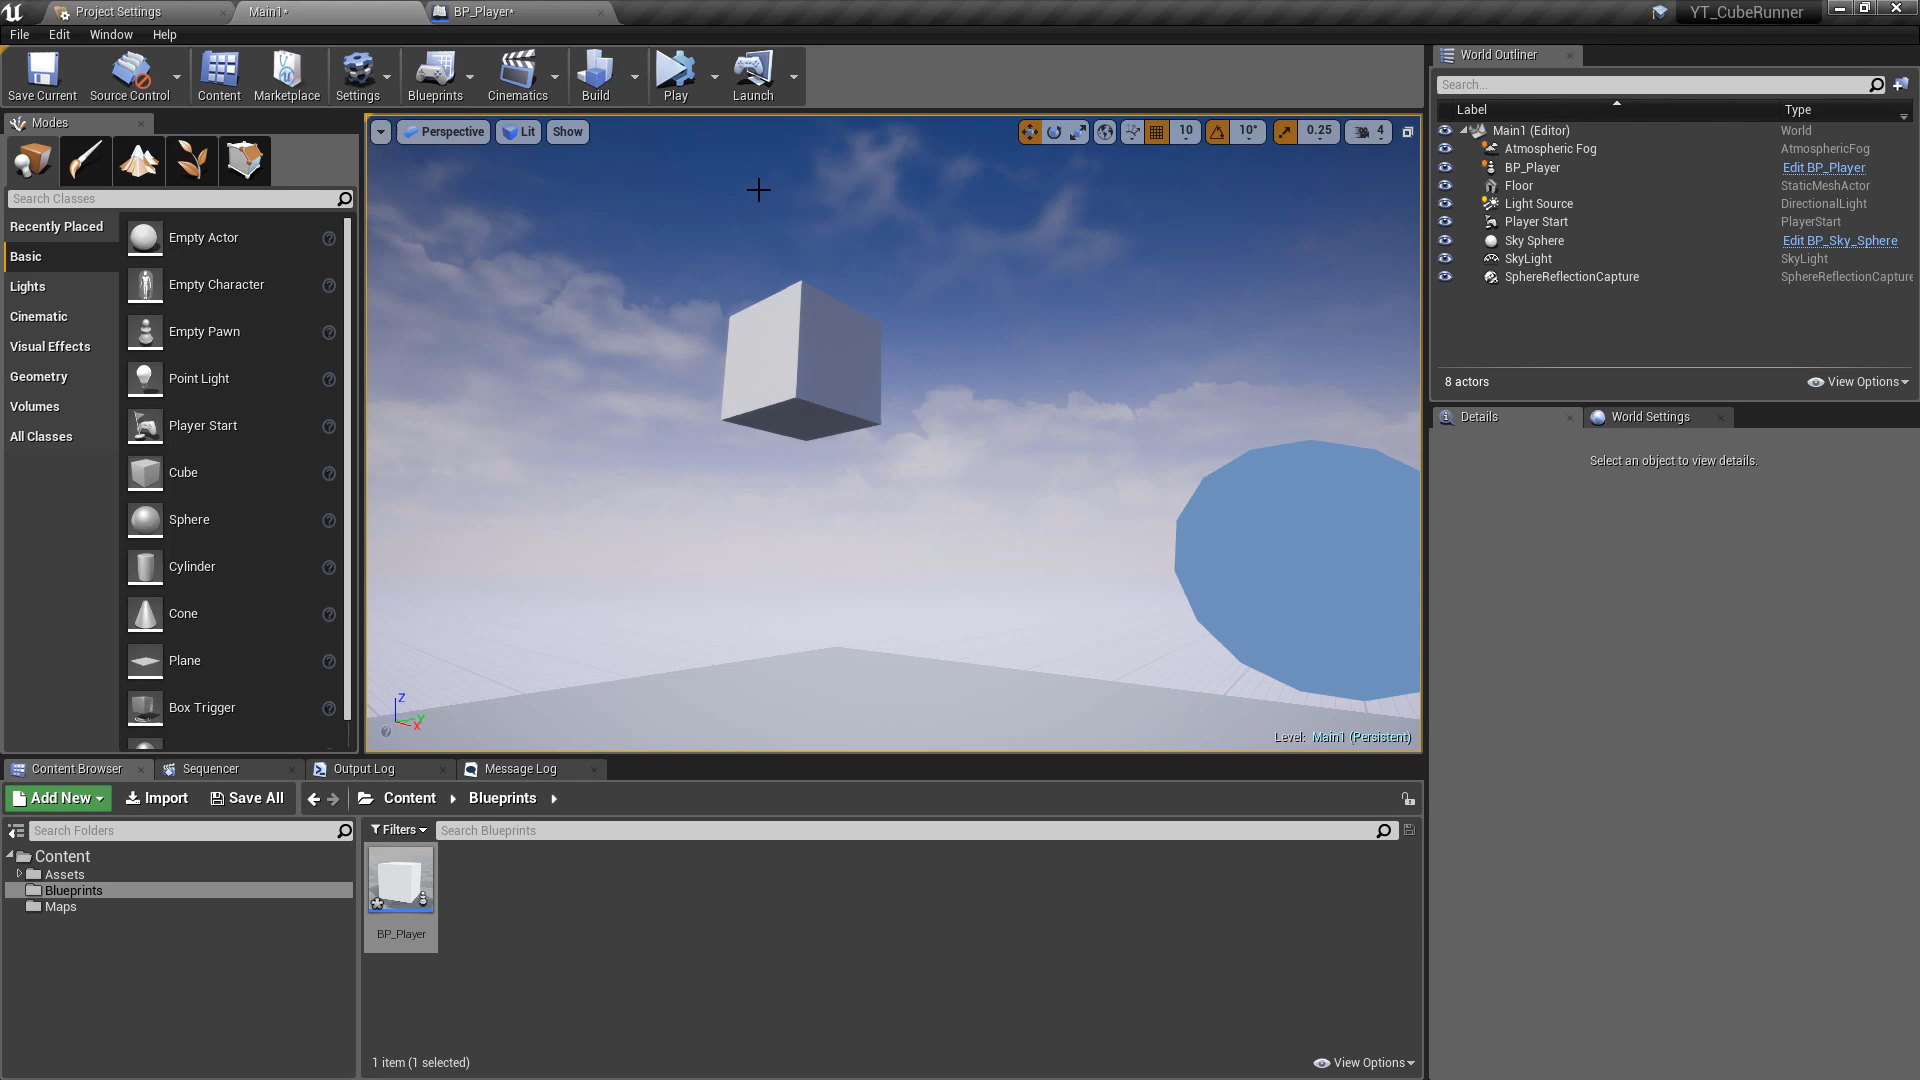 Project Settings
Main1*
BP_Player*
YT_CubeRunner
File Edit Window Help
Save Current
Source Control
Content
Marketplace
Settings
Blueprints
Cinematics
Build
Play
Launch
Modes
Search Classes
Recently Placed
Basic
Lights
Cinematic
Visual Effects
Geometry
Volumes
All Classes
Empty Actor
Empty Character
Empty Pawn
Point Light
Player Start
Cube
Sphere
Cylinder
Cone
Plane
Box Trigger
Perspective
Lit
Show
10
10°
0.25
4
Z
Y
X
Level: Main1 (Persistent)
World Outliner
Search...
Label Type
Main1 (Editor) World
Atmospheric Fog AtmosphericFog
BP_Player Edit BP_Player
Floor StaticMeshActor
Light Source DirectionalLight
Player Start PlayerStart
Sky Sphere Edit BP_Sky_Sphere
SkyLight SkyLight
SphereReflectionCapture SphereReflectionCapture
8 actors
View Options
Details
World Settings
Select an object to view details.
Content Browser
Sequencer
Output Log
Message Log
Add New
Import
Save All
Content
Blueprints
Search Folders
Filters
Search Blueprints
Content
Assets
Blueprints
Maps
BP_Player
1 item (1 selected)
View Options